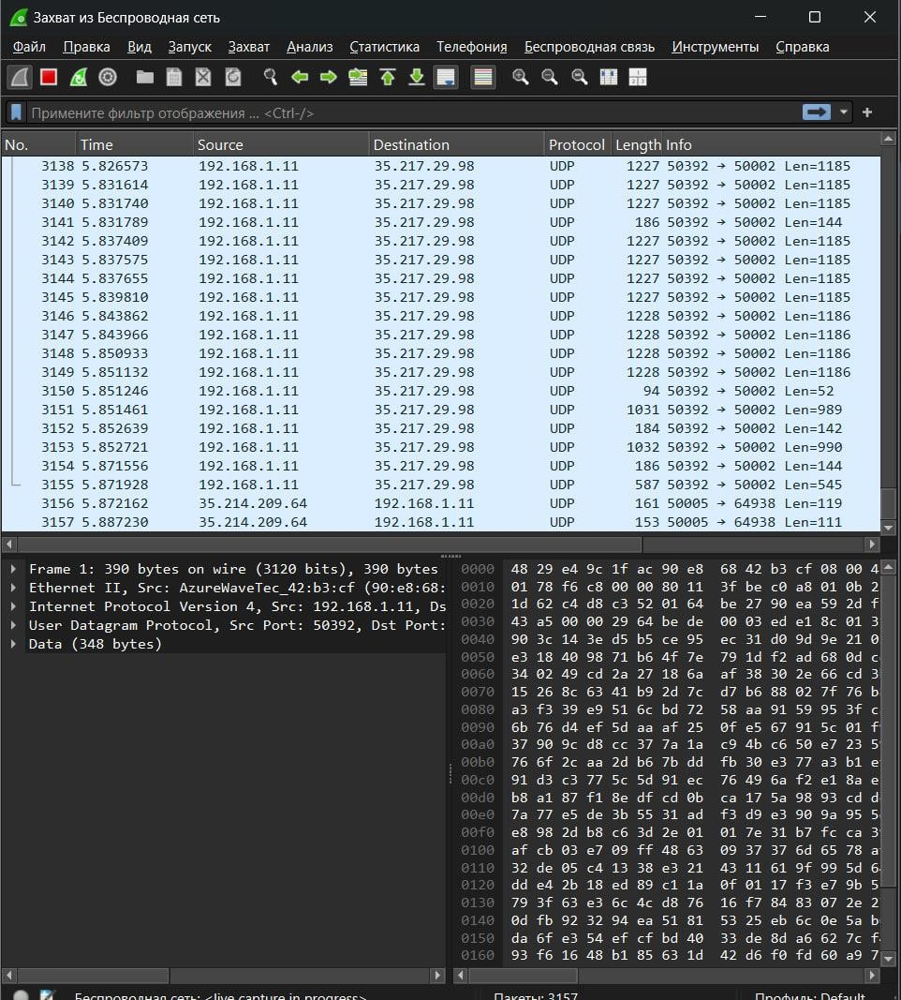 Захват из Беспроводная сеть
Файл Правка Вид Запуск Захват Анализ Статистика Телефония Беспроводная связь Инструменты Справка
Примените фильтр отображения ... <Ctrl-/>
No. Time Source Destination Protocol Length Info
3138 5.826573 192.168.1.11 35.217.29.98 UDP 1227 50392 → 50002 Len=1185
3139 5.831614 192.168.1.11 35.217.29.98 UDP 1227 50392 → 50002 Len=1185
3140 5.831740 192.168.1.11 35.217.29.98 UDP 1227 50392 → 50002 Len=1185
3141 5.831789 192.168.1.11 35.217.29.98 UDP 186 50392 → 50002 Len=144
3142 5.837409 192.168.1.11 35.217.29.98 UDP 1227 50392 → 50002 Len=1185
3143 5.837575 192.168.1.11 35.217.29.98 UDP 1227 50392 → 50002 Len=1185
3144 5.837655 192.168.1.11 35.217.29.98 UDP 1227 50392 → 50002 Len=1185
3145 5.839810 192.168.1.11 35.217.29.98 UDP 1227 50392 → 50002 Len=1185
3146 5.843862 192.168.1.11 35.217.29.98 UDP 1228 50392 → 50002 Len=1186
3147 5.843966 192.168.1.11 35.217.29.98 UDP 1228 50392 → 50002 Len=1186
3148 5.850933 192.168.1.11 35.217.29.98 UDP 1228 50392 → 50002 Len=1186
3149 5.851132 192.168.1.11 35.217.29.98 UDP 1228 50392 → 50002 Len=1186
3150 5.851246 192.168.1.11 35.217.29.98 UDP 94 50392 → 50002 Len=52
3151 5.851461 192.168.1.11 35.217.29.98 UDP 1031 50392 → 50002 Len=989
3152 5.852639 192.168.1.11 35.217.29.98 UDP 184 50392 → 50002 Len=142
3153 5.852721 192.168.1.11 35.217.29.98 UDP 1032 50392 → 50002 Len=990
3154 5.871556 192.168.1.11 35.217.29.98 UDP 186 50392 → 50002 Len=144
3155 5.871928 192.168.1.11 35.217.29.98 UDP 587 50392 → 50002 Len=545
3156 5.872162 35.214.209.64 192.168.1.11 UDP 161 50005 → 64938 Len=119
3157 5.887230 35.214.209.64 192.168.1.11 UDP 153 50005 → 64938 Len=111
Frame 1: 390 bytes on wire (3120 bits), 390 bytes
Ethernet II, Src: AzureWaveTec_42:b3:cf (90:e8:68:
Internet Protocol Version 4, Src: 192.168.1.11, Ds
User Datagram Protocol, Src Port: 50392, Dst Port:
Data (348 bytes)
0000 48 29 e4 9c 1f ac 90 e8 68 42 b3 cf 08 00 4
0010 01 78 f6 c8 00 00 80 11 3f be c0 a8 01 0b 2
0020 1d 62 c4 d8 c3 52 01 64 be 27 90 ea 59 2d f
0030 43 a5 00 00 29 64 be de 00 03 ed e1 8c 01 3
0040 90 3c 14 3e d5 b5 ce 95 ec 31 d0 9d 9e 21 0
0050 e3 18 40 98 71 b6 4f 7e 79 1d f2 ad 68 0d c
0060 34 02 49 cd 2a 27 18 6a af 38 30 2e 66 cd 3
0070 15 26 8c 63 41 b9 2d 7c d7 b6 88 02 7f 76 b
0080 a3 f3 39 e9 51 6c bd 72 58 aa 91 59 95 3f c
0090 6b 76 d4 ef 5d aa af 25 0f e5 67 91 5c 01 f
00a0 37 90 9c d8 cc 37 7a 1a c9 4b c6 50 e7 23 5
00b0 76 6f 2c aa 2d b6 7b dd fb 30 e3 77 a3 b1 e
00c0 91 d3 c3 77 5c 5d 91 ec 76 49 6a f2 e1 8a e
00d0 b8 a1 87 f1 8e df cd 0b ca 17 5a 98 93 cd d
00e0 7a 77 e5 de 3b 55 31 ad f3 d9 e3 90 9a 95 5
00f0 e8 98 2d b8 c6 3d 2e 01 01 7e 31 b7 fc ca 3
0100 af cb 03 e7 09 ff 48 63 09 37 37 6d 65 78 a
0110 32 de 05 c4 13 38 e3 21 43 11 61 9f 99 5d 6
0120 dd e4 2b 18 ed 89 c1 1a 0f 01 17 f3 e7 9b 5
0130 79 3f 63 e3 6c 4c d8 76 16 f7 84 83 07 2e 2
0140 0d fb 92 32 94 ea 51 81 53 25 eb 6c 0e 5a b
0150 da 6f e3 54 ef cf bd 40 33 de 8d a6 62 7c f
0160 93 f6 16 48 b1 85 63 1d 42 d6 f0 fd 60 a9 7
Беспроводная сеть: <live capture in progress> Пакеты: 3157 Профиль: Default